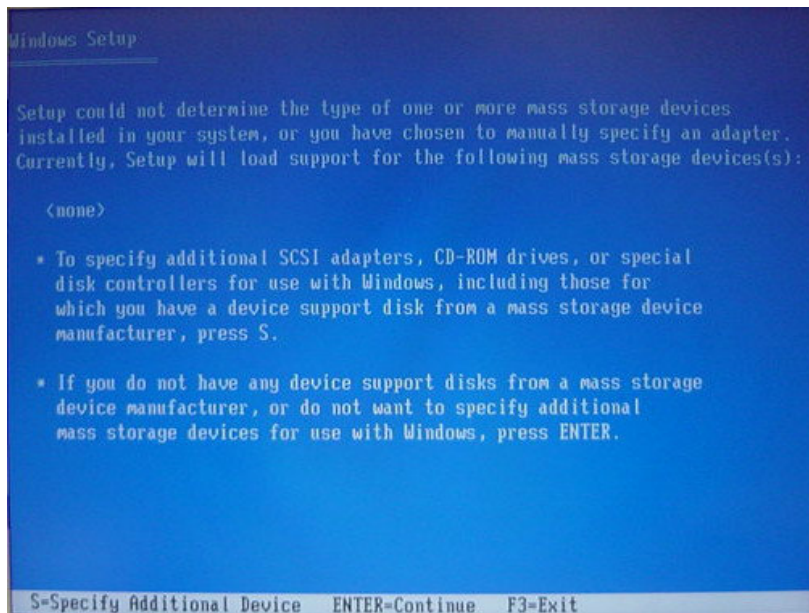 Windows Setup
Setup could not determine the type of one or more mass storage devices
installed in your system, or you have chosen to manually specify an adapter.
Currently, Setup will load support for the following mass storage devices(s):
<none>
* To specify additional SCSI adapters, CD-ROM drives, or special
disk controllers for use with Windows, including those for
which you have a device support disk from a mass storage device
manufacturer, press S.
* If you do not have any device support disks from a mass storage
device manufacturer, or do not want to specify additional
mass storage devices for use with Windows, press ENTER.
S=Specify Additional Device   ENTER=Continue   F3=Exit